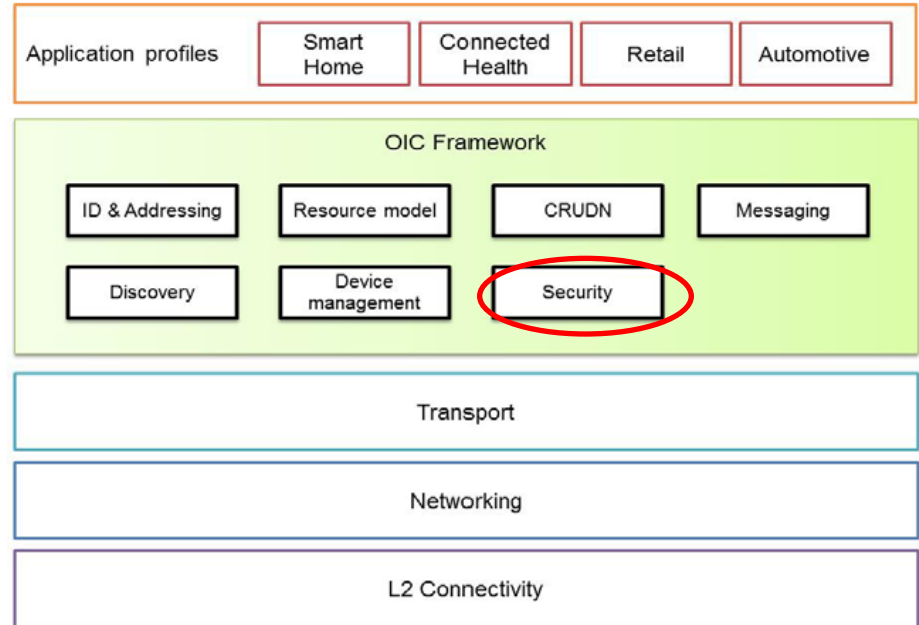 Application profiles
Smart
Home
Connected
Health
Retail
Automotive
OIC Framework
ID & Addressing
Resource model
CRUDN
Messaging
Discovery
Device
management
Security
Transport
Networking
L2 Connectivity